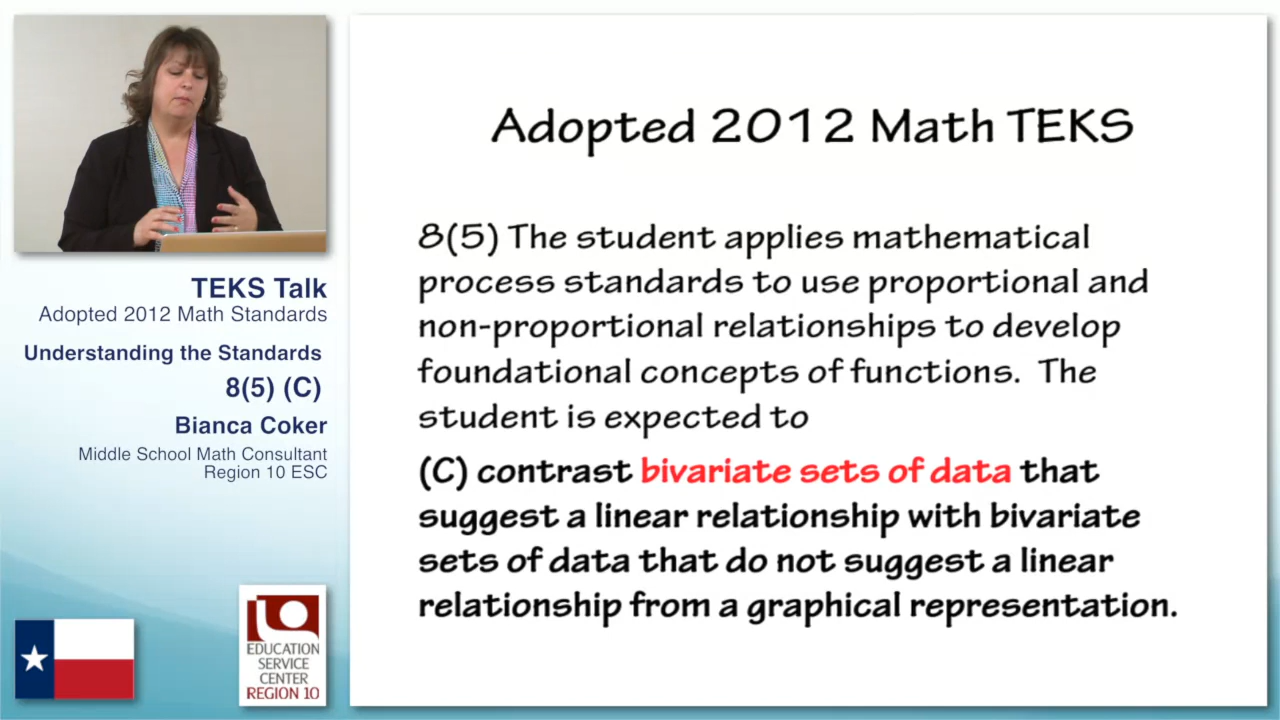 TEKS Talk
Adopted 2012 Math Standards
Understanding the Standards
8(5) (C)
Bianca Coker
Middle School Math Consultant
Region 10 ESC
EDUCATION
SERVICE
CENTER
REGION 10
Adopted 2012 Math TEKS
8(5) The student applies mathematical
process standards to use proportional and
non-proportional relationships to develop
foundational concepts of functions. The
student is expected to
(C) contrast bivariate sets of data that
suggest a linear relationship with bivariate
sets of data that do not suggest a linear
relationship from a graphical representation.